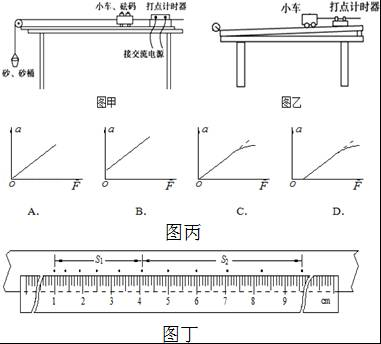 小车、砝码 打点计时器
砂、砂桶
接交流电源
图甲
小车 打点计时器
图乙
a a a a
O F O F O F O F
A. B. C. D.
图丙
S1 S2
1 2 3 4 5 6 7 8 9 cm
图丁